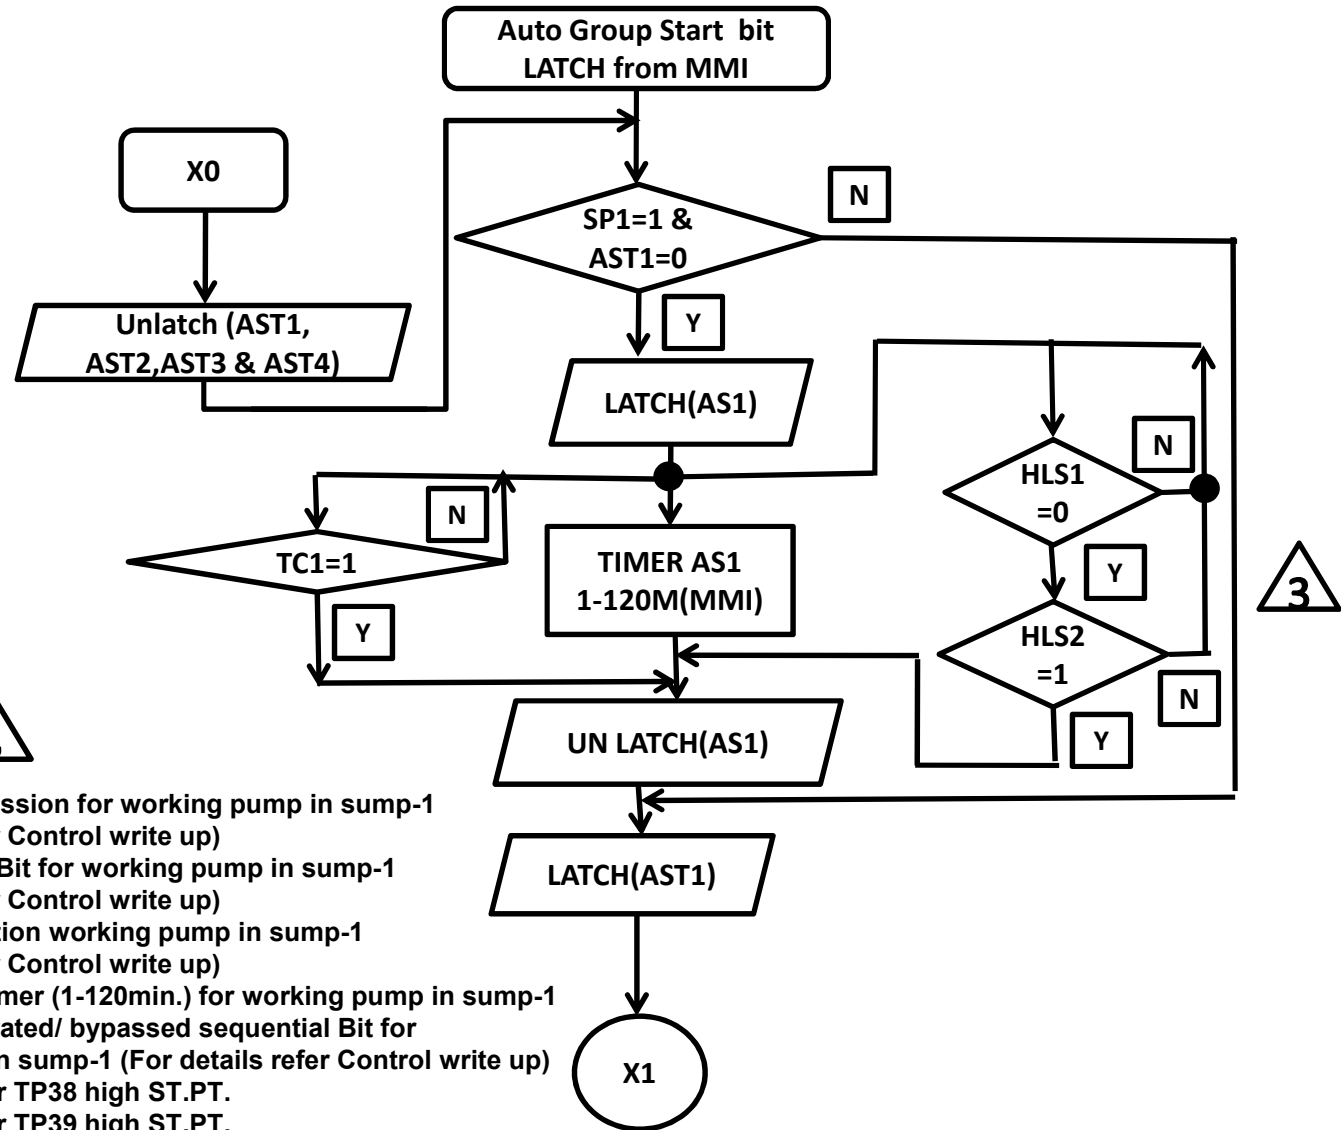 Auto Group Start bit
LATCH from MMI
X0
SP1=1 &
AST1=0
N
Unlatch (AST1,
AST2,AST3 & AST4)
Y
LATCH(AS1)
N
HLS1
=0
N
TC1=1
TIMER AS1
1-120M(MMI)
Y
3
Y
HLS2
=1
N
UN LATCH(AS1)
Y
for working pump in sump-1
Control write up)
Bit for working pump in sump-1
Control write up)
LATCH(AST1)
working pump in sump-1
Control write up)
(1-120min.) for working pump in sump-1
bypassed sequential Bit for
sump-1 (For details refer Control write up)
X1
TP38 high ST.PT.
TP39 high ST.PT.